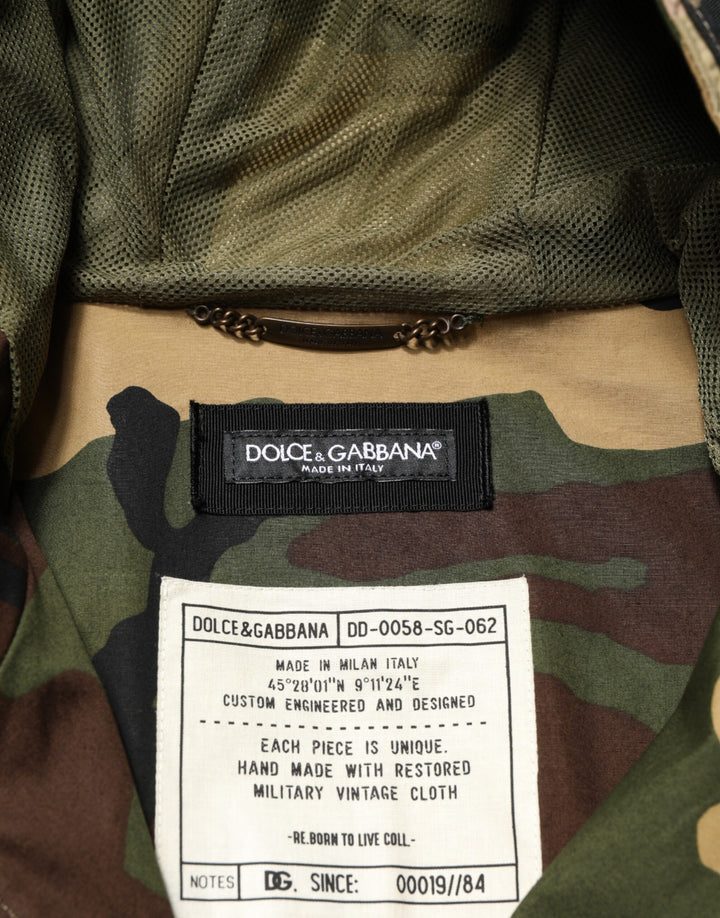 DOLCE&GABBANA
DOLCE & GABBANA®
MADE IN ITALY
DOLCE&GABBANA DD-0058-SG-062
MADE IN MILAN ITALY
45°28'01"N 9°11'24"E
CUSTOM ENGINEERED AND DESIGNED
EACH PIECE IS UNIQUE.
HAND MADE WITH RESTORED
MILITARY VINTAGE CLOTH
-RE.BORN TO LIVE COLL-
NOTES DG. SINCE: 00019//84